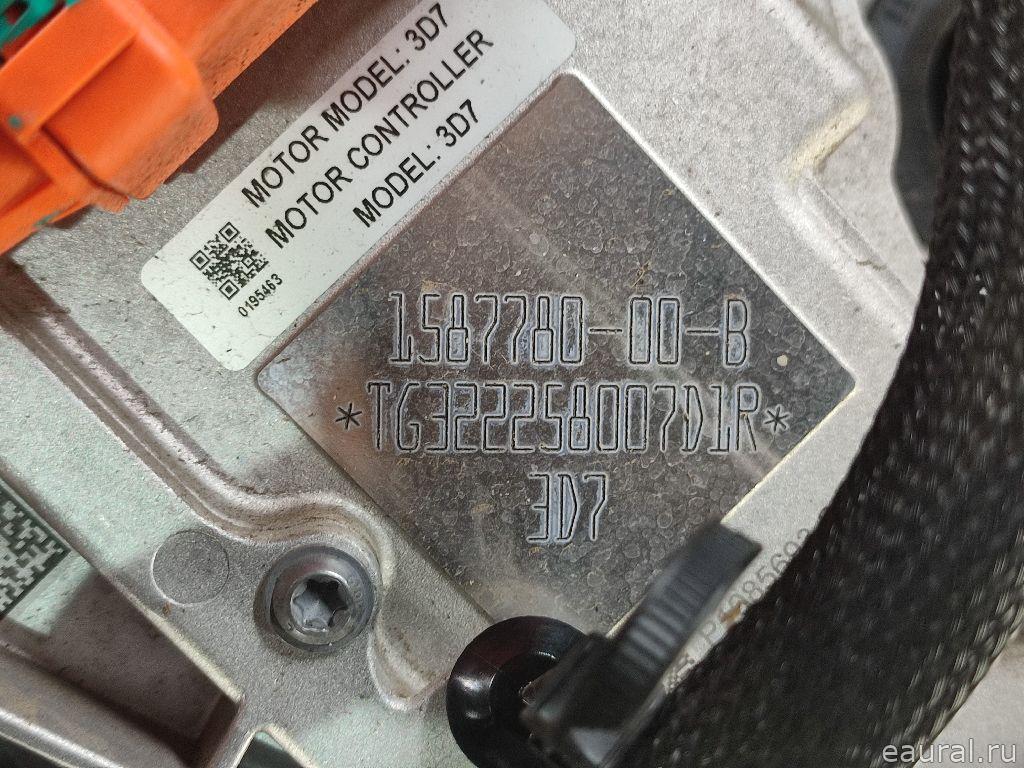 MOTOR MODEL: 3D7
MOTOR CONTROLLER
MODEL: 3D7
0195463
1587780-00-B
*TG322258007D1R*
3D7
eaural.ru